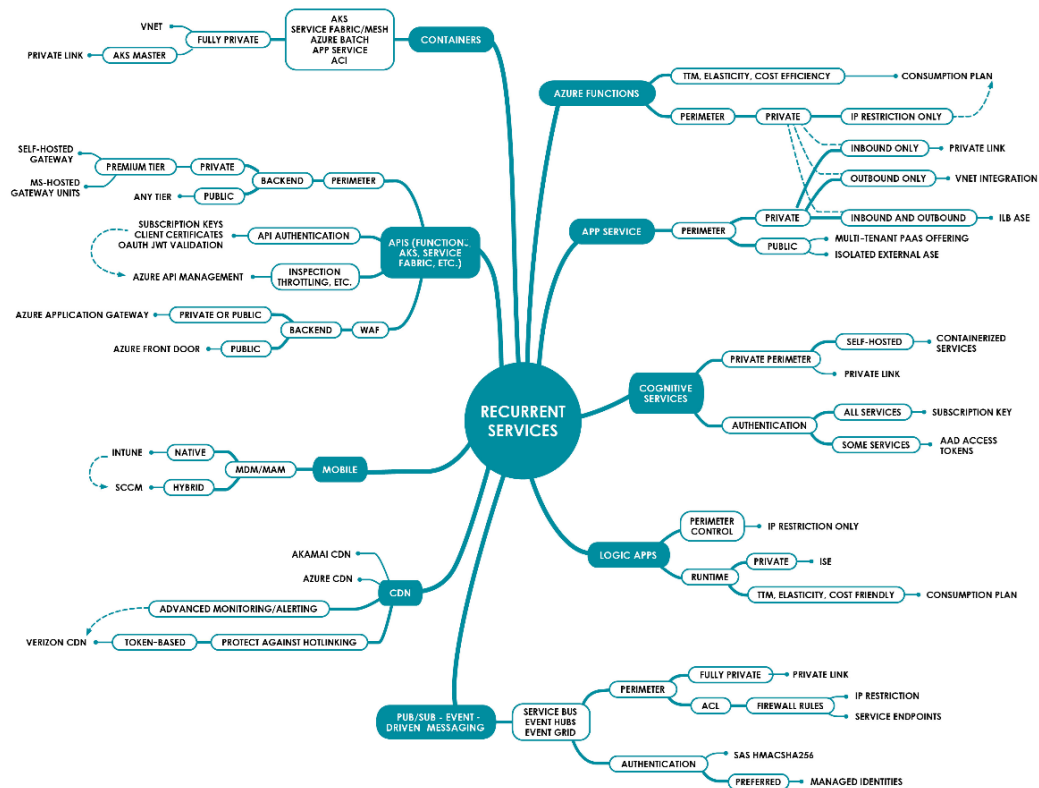 RECURRENT
SERVICES
CONTAINERS
AKS
SERVICE FABRIC/MESH
AZURE BATCH
APP SERVICE
ACI
FULLY PRIVATE
VNET
AKS MASTER
PRIVATE LINK
APIS (FUNCTION..
AKS, SERVICE
FABRIC, ETC.)
PERIMETER
BACKEND
PRIVATE
PREMIUM TIER
SELF-HOSTED
GATEWAY
MS-HOSTED
GATEWAY UNITS
PUBLIC
ANY TIER
API AUTHENTICATION
SUBSCRIPTION KEYS
CLIENT CERTIFICATES
OAUTH JWT VALIDATION
INSPECTION
THROTTLING, ETC.
AZURE API MANAGEMENT
WAF
BACKEND
PRIVATE OR PUBLIC
AZURE APPLICATION GATEWAY
PUBLIC
AZURE FRONT DOOR
MOBILE
MDM/MAM
NATIVE
INTUNE
HYBRID
SCCM
CDN
AKAMAI CDN
AZURE CDN
ADVANCED MONITORING/ALERTING
PROTECT AGAINST HOTLINKING
TOKEN-BASED
VERIZON CDN
PUB/SUB - EVENT -
DRIVEN MESSAGING
SERVICE BUS
EVENT HUBS
EVENT GRID
PERIMETER
FULLY PRIVATE
PRIVATE LINK
ACL
FIREWALL RULES
IP RESTRICTION
SERVICE ENDPOINTS
AUTHENTICATION
SAS HMACSHA256
PREFERRED
MANAGED IDENTITIES
AZURE FUNCTIONS
TTM, ELASTICITY, COST EFFICIENCY
CONSUMPTION PLAN
PERIMETER
PRIVATE
IP RESTRICTION ONLY
APP SERVICE
PERIMETER
PRIVATE
INBOUND ONLY
PRIVATE LINK
OUTBOUND ONLY
VNET INTEGRATION
INBOUND AND OUTBOUND
ILB ASE
PUBLIC
MULTI-TENANT PAAS OFFERING
ISOLATED EXTERNAL ASE
COGNITIVE
SERVICES
PRIVATE PERIMETER
SELF-HOSTED
CONTAINERIZED
SERVICES
PRIVATE LINK
AUTHENTICATION
ALL SERVICES
SUBSCRIPTION KEY
SOME SERVICES
AAD ACCESS
TOKENS
LOGIC APPS
PERIMETER
CONTROL
IP RESTRICTION ONLY
RUNTIME
PRIVATE
ISE
TTM, ELASTICITY, COST FRIENDLY
CONSUMPTION PLAN